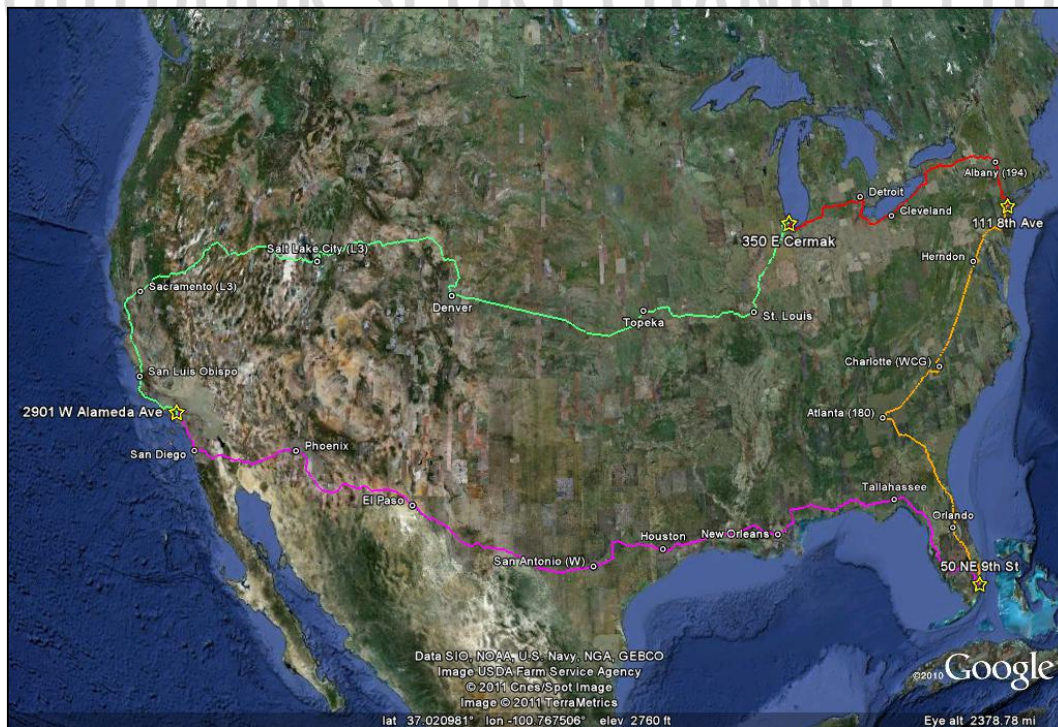 Albany (194)
Detroit
Cleveland
111 8th Ave
350 E Cermak
Salt Lake City (L3)
Herndon
Sacramento (L3)
Denver
Topeka
St. Louis
Charlotte (WCG)
San Luis Obispo
2901 W Alameda Ave
Atlanta (180)
San Diego
Phoenix
El Paso
Tallahassee
Orlando
Houston
New Orleans
San Antonio (W)
50 NE 9th St
Data SIO, NOAA, U.S. Navy, NGA, GEBCO
Image USDA Farm Service Agency
© 2011 Cnes/Spot Image
Image © 2011 TerraMetrics
©2010 Google
lat 37.020981° lon -100.767506° elev 2760 ft
Eye alt 2378.78 mi